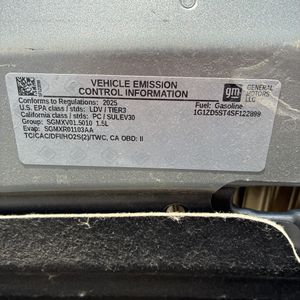 VEHICLE EMISSION
CONTROL INFORMATION
gm
GENERAL
MOTORS
LLC
Conforms to Regulations: 2025
U.S. EPA class / stds: LDV / TIER3
California class / stds: PC / SULEV30
Group: SGMXV01.5010 1.5L
Evap: SGMXR01103AA
TC/CAC/DFI/HO2S(2)/TWC, CA OBD: II
Fuel: Gasoline
1G1ZD5ST4SF122899